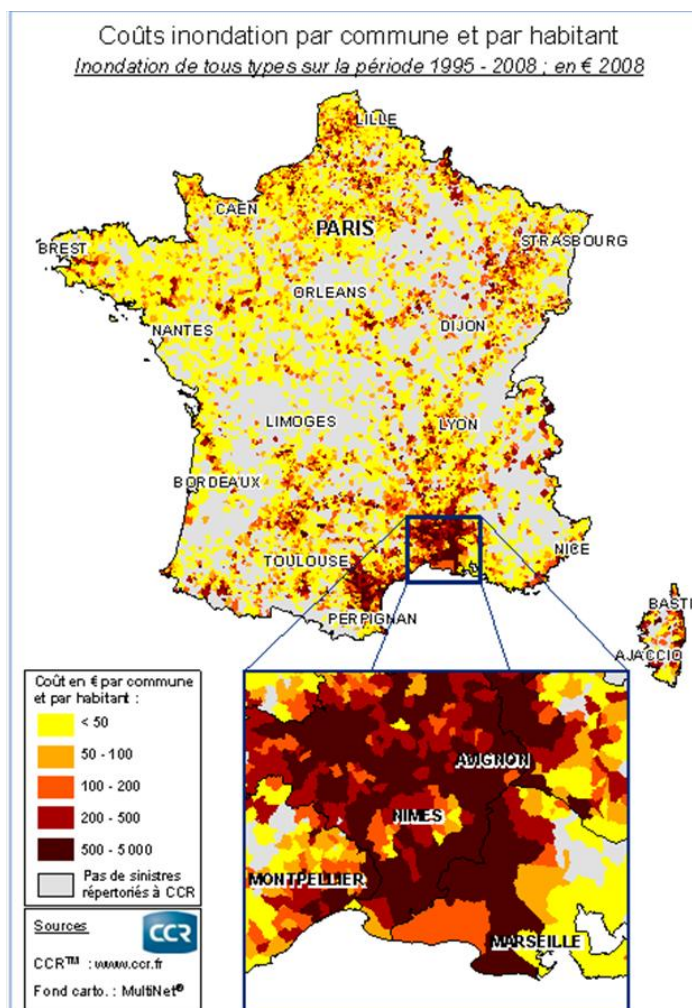 Coûts inondation par commune et par habitant
Inondation de tous types sur la période 1995 - 2008 ; en € 2008
LILLE
CAEN
PARIS
BREST
STRASBOURG
ORLEANS
NANTES
DIJON
LIMOGES
LYON
BORDEAUX
TOULOUSE
NICE
PERPIGNAN
BASTI
AJACCIO
Coût en € par commune
et par habitant :
< 50
50 - 100
100 - 200
200 - 500
500 - 5 000
Pas de sinistres
répertoriés à CCR
AVIGNON
NIMES
MONTPELLIER
MARSEILLE
Sources
CCR
CCR™ : www.ccr.fr
Fond carto. : MultiNet®